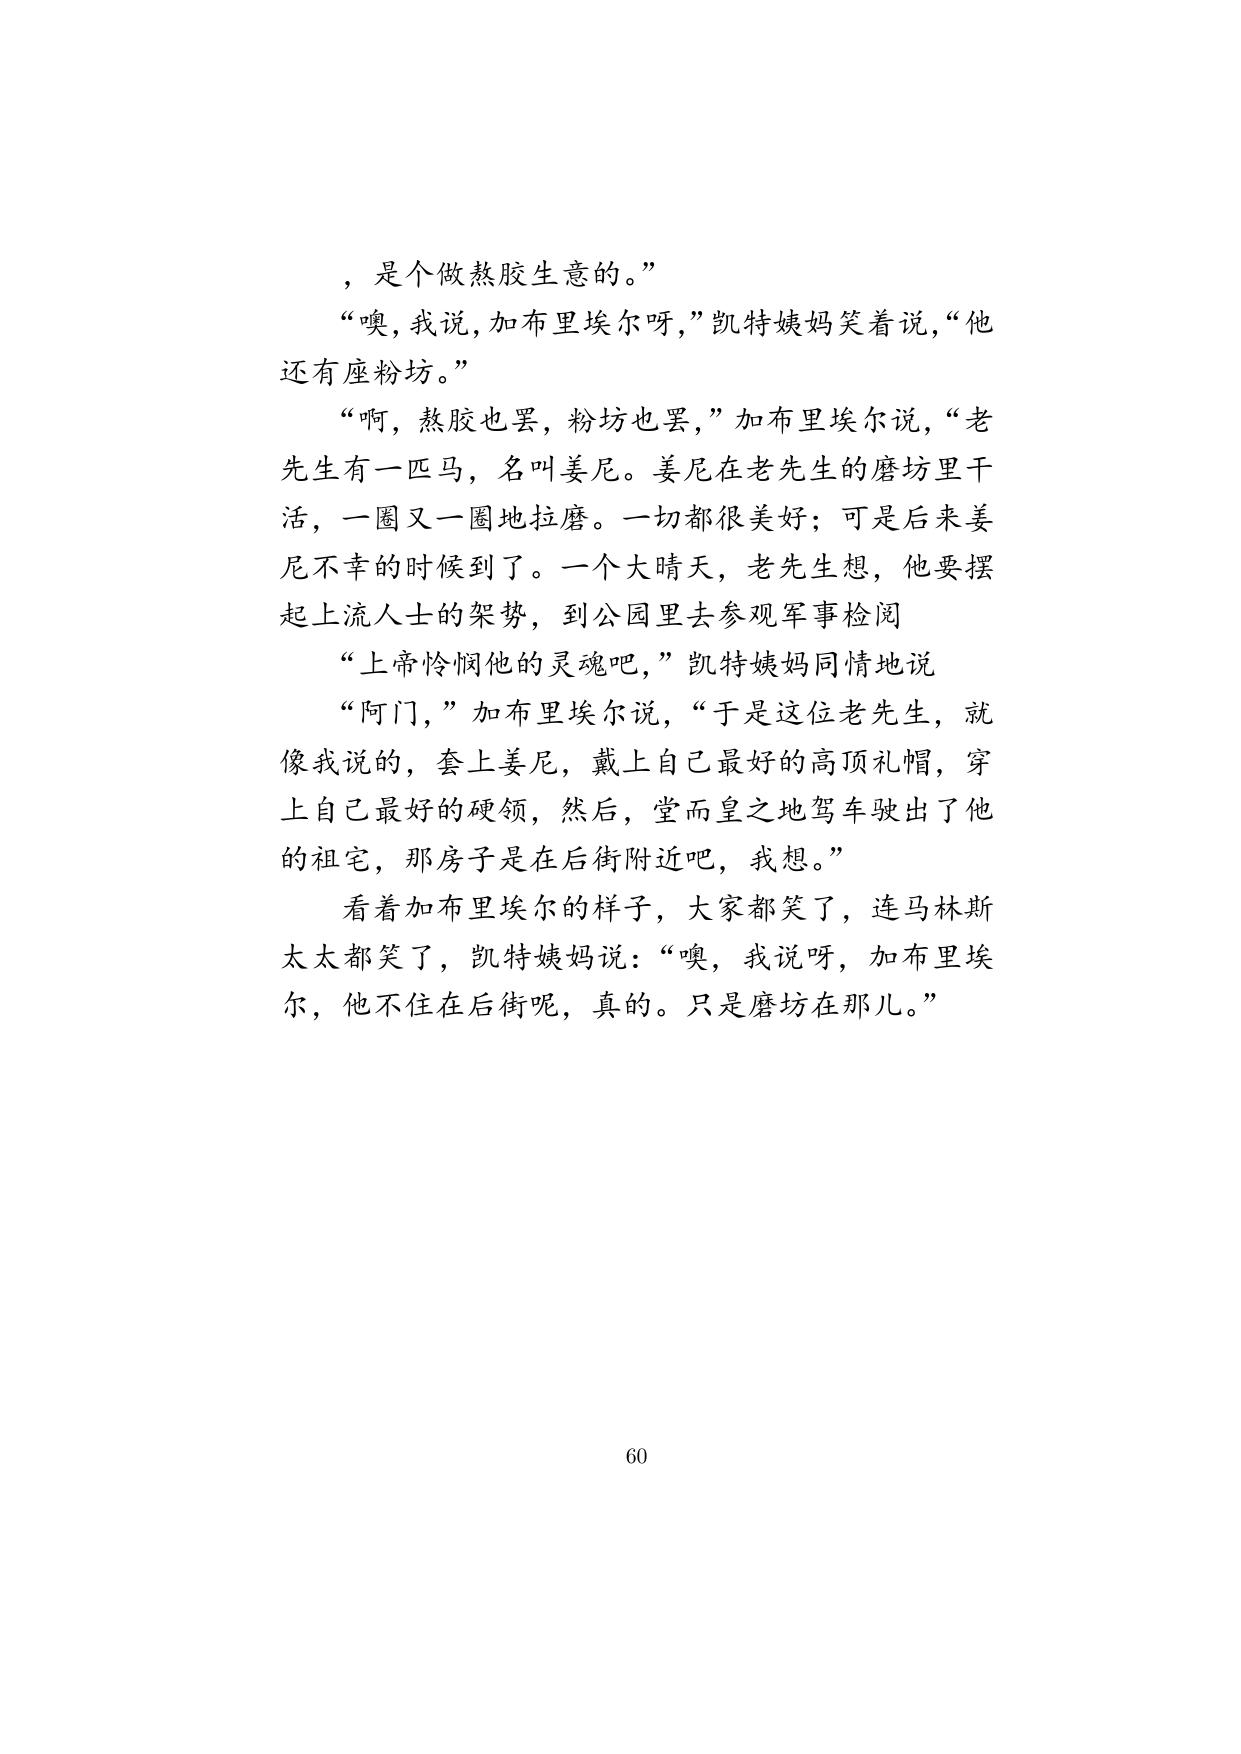 ，是个做熬胶生意的。”
“噢，我说，加布里埃尔呀，”凯特姨妈笑着说，“他
还有座粉坊。”
“啊，熬胶也罢，粉坊也罢，”加布里埃尔说，“老
先生有一匹马，名叫姜尼。姜尼在老先生的磨坊里干
活，一圈又一圈地拉磨。一切都很美好；可是后来姜
尼不幸的时候到了。一个大晴天，老先生想，他要摆
起上流人士的架势，到公园里去参观军事检阅
“上帝怜悯他的灵魂吧，”凯特姨妈同情地说
“阿门，”加布里埃尔说，“于是这位老先生，就
像我说的，套上姜尼，戴上自己最好的高顶礼帽，穿
上自己最好的硬领，然后，堂而皇之地驾车驶出了他
的祖宅，那房子是在后街附近吧，我想。”
看着加布里埃尔的样子，大家都笑了，连马林斯
太太都笑了，凯特姨妈说：“噢，我说呀，加布里埃
尔，他不住在后街呢，真的。只是磨坊在那儿。”
60